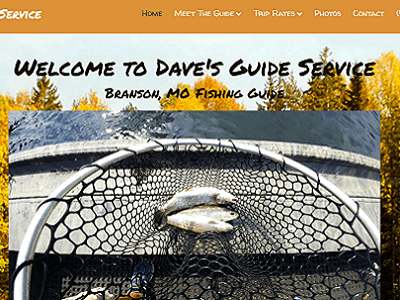 Service
Home Meet The Guide Trip Rates Photos Contact
Welcome to Dave's Guide Service
Branson, MO Fishing Guide